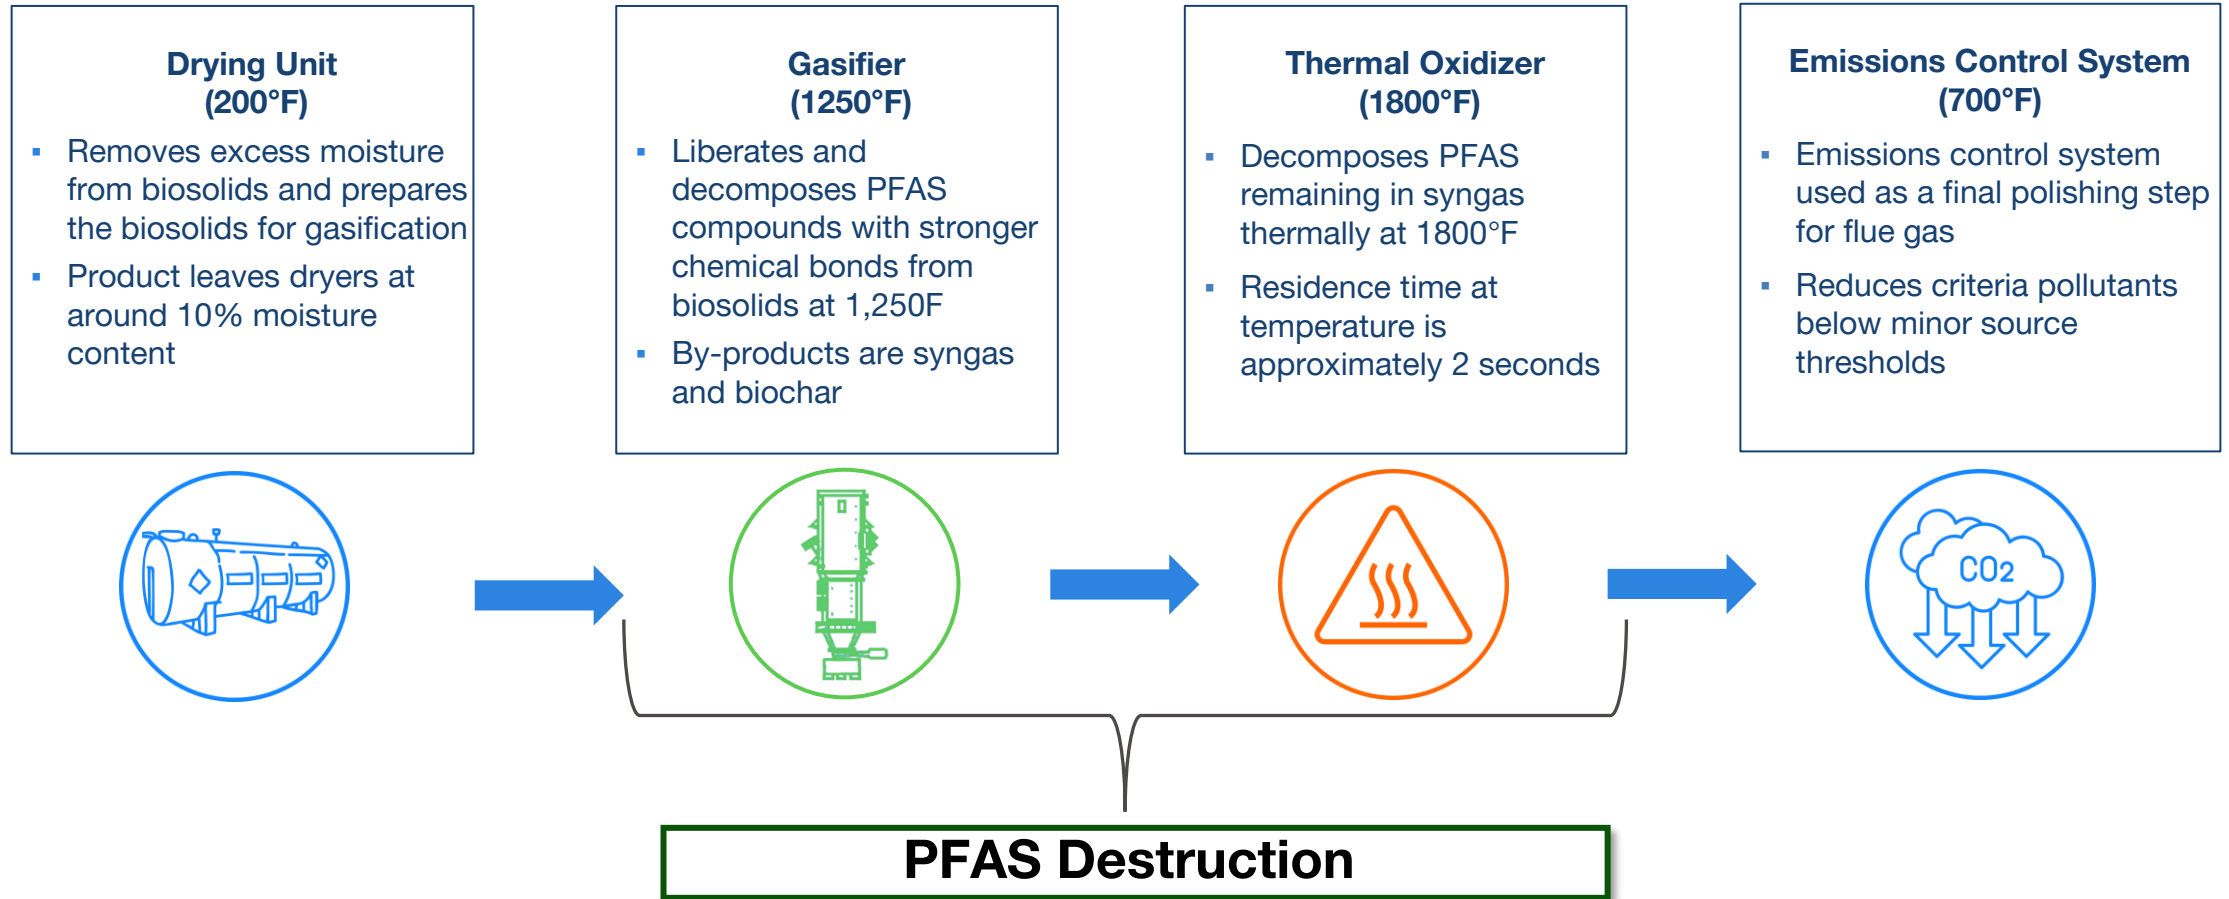 Drying Unit
(200°F)
▪ Removes excess moisture
from biosolids and prepares
the biosolids for gasification
▪ Product leaves dryers at
around 10% moisture
content
Gasifier
(1250°F)
▪ Liberates and
decomposes PFAS
compounds with stronger
chemical bonds from
biosolids at 1,250F
▪ By-products are syngas
and biochar
Thermal Oxidizer
(1800°F)
▪ Decomposes PFAS
remaining in syngas
thermally at 1800°F
▪ Residence time at
temperature is
approximately 2 seconds
Emissions Control System
(700°F)
▪ Emissions control system
used as a final polishing step
for flue gas
▪ Reduces criteria pollutants
below minor source
thresholds
CO2
PFAS Destruction